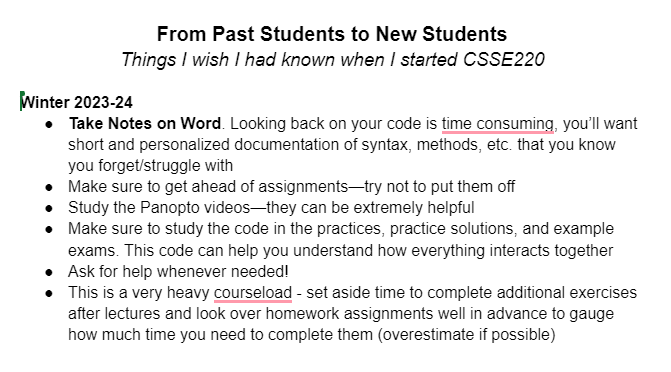 From Past Students to New Students
Things I wish I had known when I started CSSE220
Winter 2023-24
● Take Notes on Word. Looking back on your code is time consuming, you’ll want
short and personalized documentation of syntax, methods, etc. that you know
you forget/struggle with
● Make sure to get ahead of assignments—try not to put them off
● Study the Panopto videos—they can be extremely helpful
● Make sure to study the code in the practices, practice solutions, and example
exams. This code can help you understand how everything interacts together
● Ask for help whenever needed!
● This is a very heavy courseload - set aside time to complete additional exercises
after lectures and look over homework assignments well in advance to gauge
how much time you need to complete them (overestimate if possible)